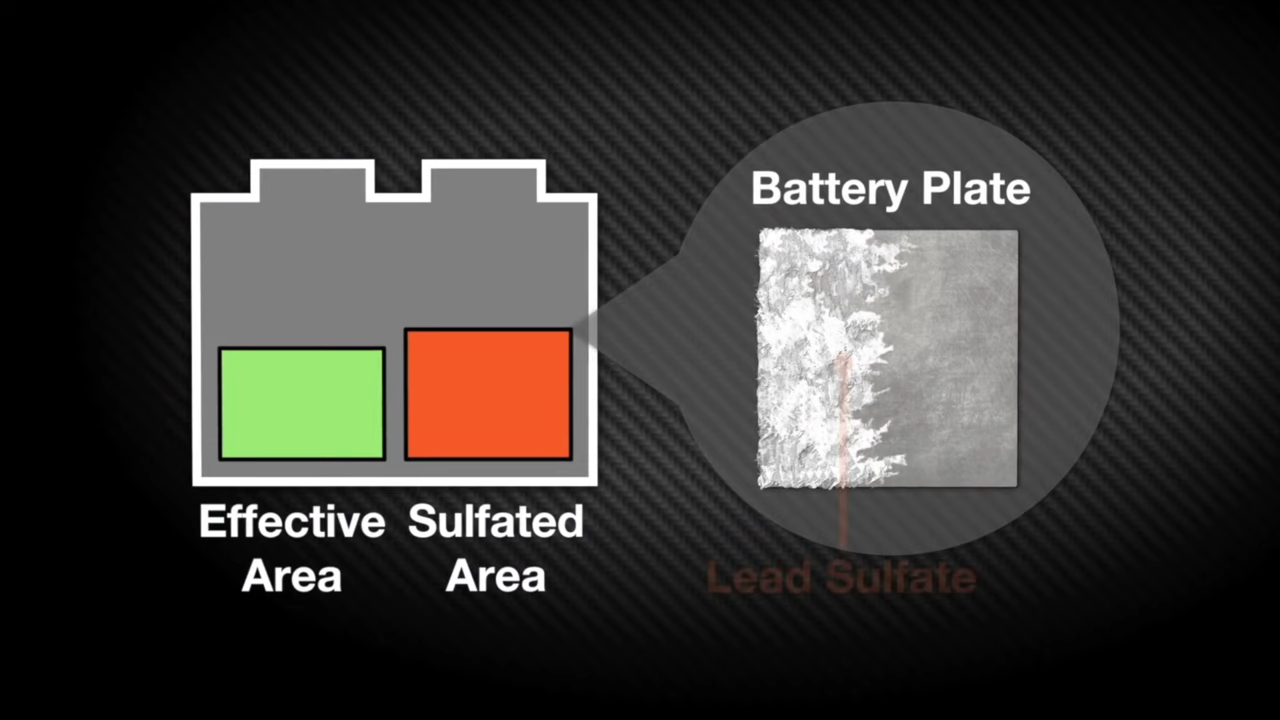 Battery Plate
Effective Area
Sulfated Area
Lead Sulfate